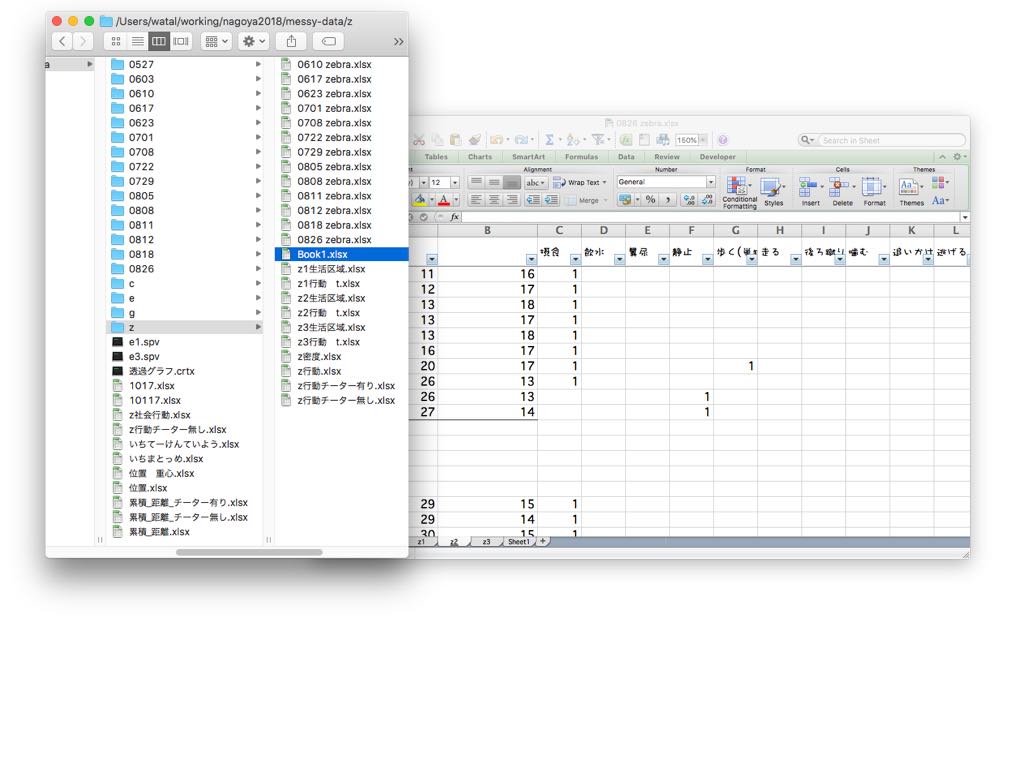 /Users/watal/working/nagoya2018/messy-data/z
0527
0603
0610
0617
0623
0701
0708
0722
0729
0805
0808
0811
0812
0818
0826
c
e
g
z
e1.spv
e3.spv
透過グラフ.crtx
1017.xlsx
10117.xlsx
z社会行動.xlsx
z行動チーター無し.xlsx
いちてーけんていよう.xlsx
いちまとっめ.xlsx
位置　重心.xlsx
位置.xlsx
累積_距離_チーター有り.xlsx
累積_距離_チーター無し.xlsx
累積_距離.xlsx
0610 zebra.xlsx
0617 zebra.xlsx
0623 zebra.xlsx
0701 zebra.xlsx
0708 zebra.xlsx
0722 zebra.xlsx
0729 zebra.xlsx
0805 zebra.xlsx
0808 zebra.xlsx
0811 zebra.xlsx
0812 zebra.xlsx
0818 zebra.xlsx
0826 zebra.xlsx
Book1.xlsx
z1生活区域.xlsx
z1行動　t.xlsx
z2生活区域.xlsx
z2行動　t.xlsx
z3生活区域.xlsx
z3行動　t.xlsx
z密度.xlsx
z行動.xlsx
z行動チーター有り.xlsx
z行動チーター無し.xlsx
0826 zebra.xlsx
150% Search in Sheet
Tables Charts SmartArt Formulas Data Review Developer
Alignment Number Format Cells Themes
12 abc Wrap Text General
Merge % Conditional Formatting Styles Insert Delete Format Themes Aa
fx
B C D E F G H I J K L
摂食 飲水 静止 走る 噛む 追いかけ 逃げる
11 16 1
12 17 1
13 18 1
13 17 1
13 18 1
16 17 1
20 17 1 1
26 13 1
26 13 1
27 14 1
29 15 1
29 14 1
30 15 1
z1 z2 z3 Sheet1 +